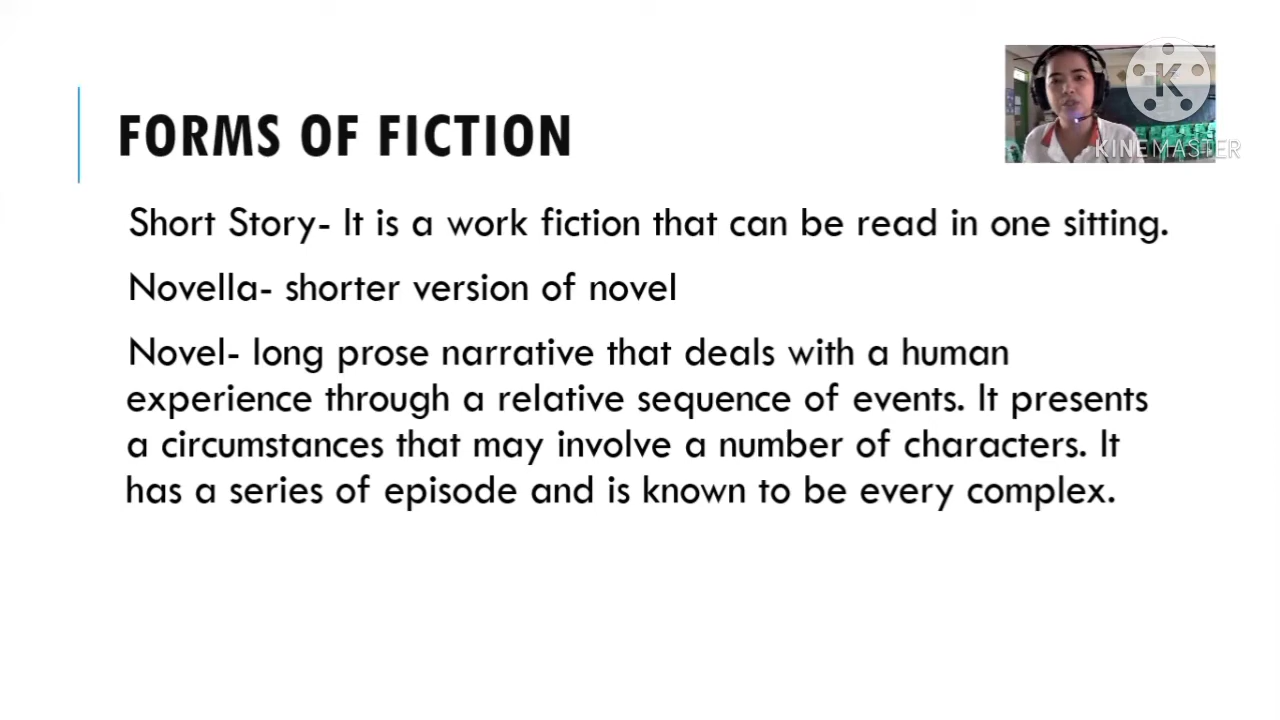 FORMS OF FICTION
K
KINEMASTER
Short Story- It is a work fiction that can be read in one sitting.
Novella- shorter version of novel
Novel- long prose narrative that deals with a human
experience through a relative sequence of events. It presents
a circumstances that may involve a number of characters. It
has a series of episode and is known to be every complex.